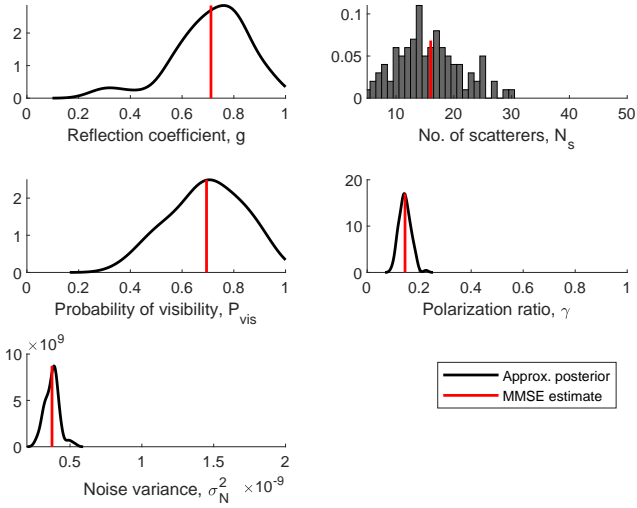 2
1
0
0 0.2 0.4 0.6 0.8 1
Reflection coefficient, g
0.1
0.05
0
10 20 30 40 50
No. of scatterers, N_s
2
1
0
0 0.2 0.4 0.6 0.8 1
Probability of visibility, P_vis
20
10
0
0 0.2 0.4 0.6 0.8 1
Polarization ratio, γ
×10^9
10
5
0
0.5 1 1.5 2
Noise variance, σ_N^2 ×10^-9
Approx. posterior
MMSE estimate